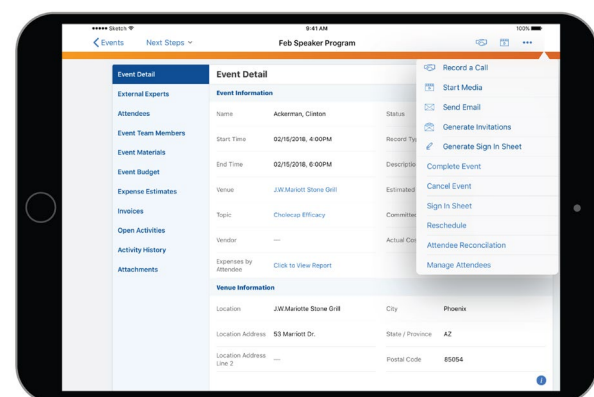 Sketch
9:41 AM
100%
Events
Next Steps
Feb Speaker Program
Event Detail
External Experts
Attendees
Event Team Members
Event Materials
Event Budget
Expense Estimates
Invoices
Open Activities
Activity History
Attachments
Event Detail
Event Information
Name Ackerman, Clinton Status
Start Time 02/15/2018, 4:00PM Record Typ
End Time 02/15/2018, 6:00PM Descriptio
Venue J.W.Mariott Stone Grill Estimated
Topic Cholecap Efficacy Committe
Vendor --- Actual Cos
Expenses by
Attendee Click to View Report
Venue Information
Location J.W.Mariotte Stone Grill City Phoenix
Location Address 53 Marriott Dr. State / Province AZ
Location Address
Line 2 --- Postal Code 85054
Record a Call
Start Media
Send Email
Generate Invitations
Generate Sign In Sheet
Complete Event
Cancel Event
Sign In Sheet
Reschedule
Attendee Reconcilation
Manage Attendees